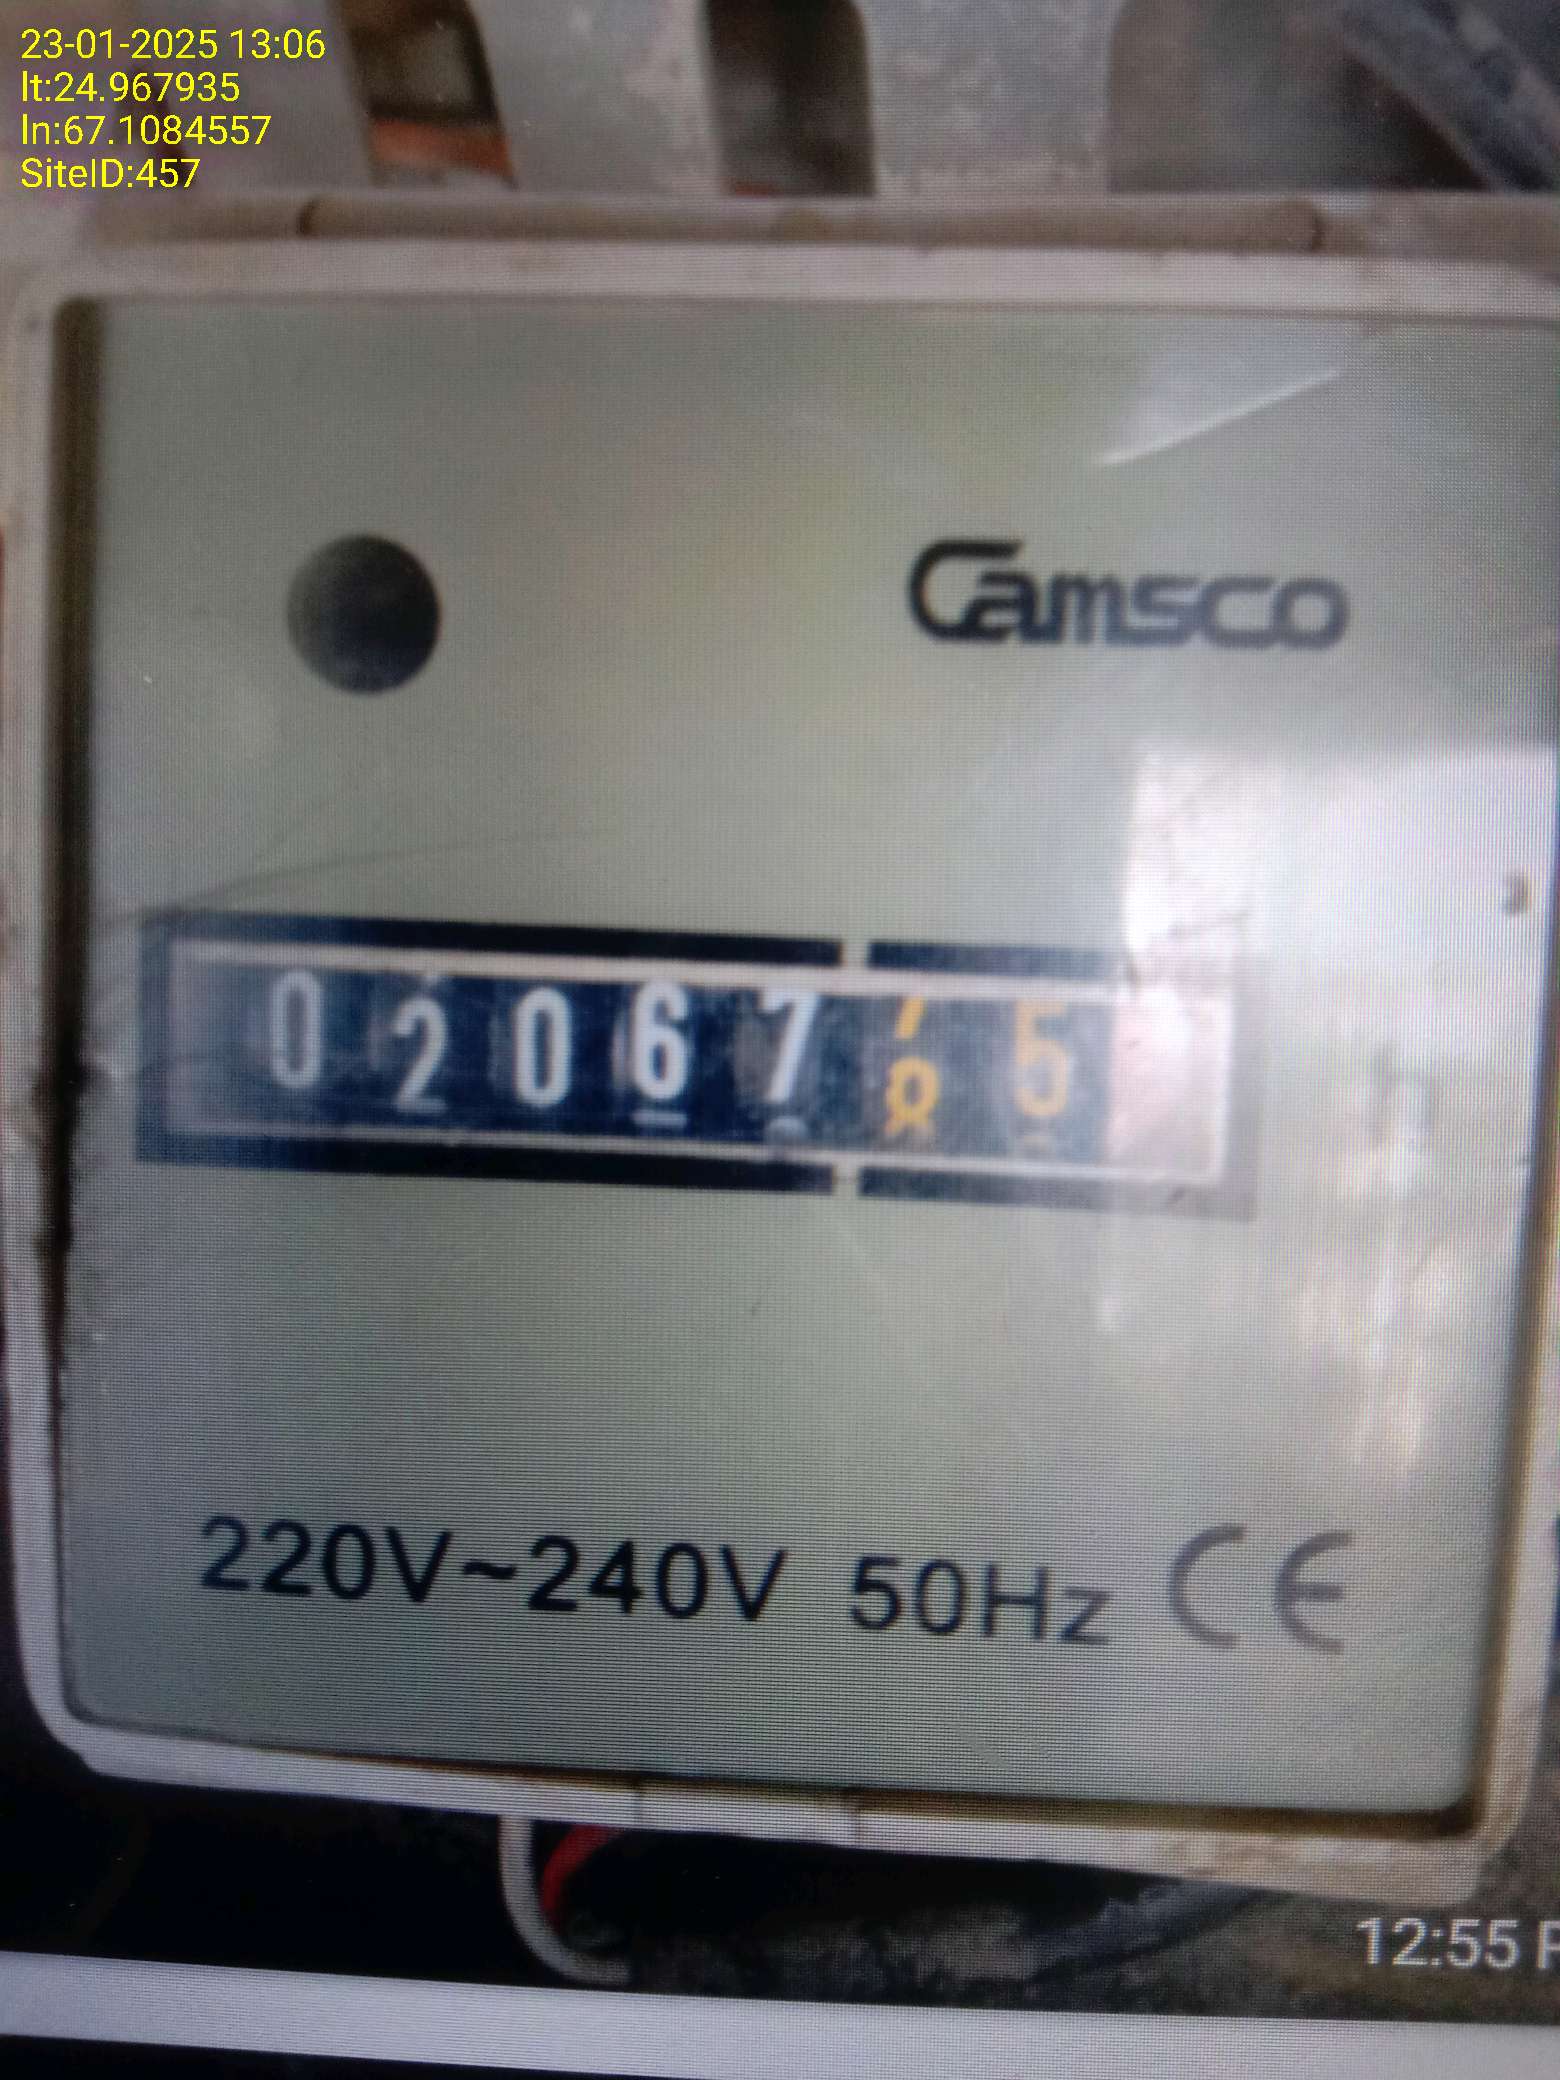 23-01-2025 13:06
lt:24.967935
ln:67.1084557
SiteID:457
Camsco
02067 5
220V~240V 50Hz CE
12:55